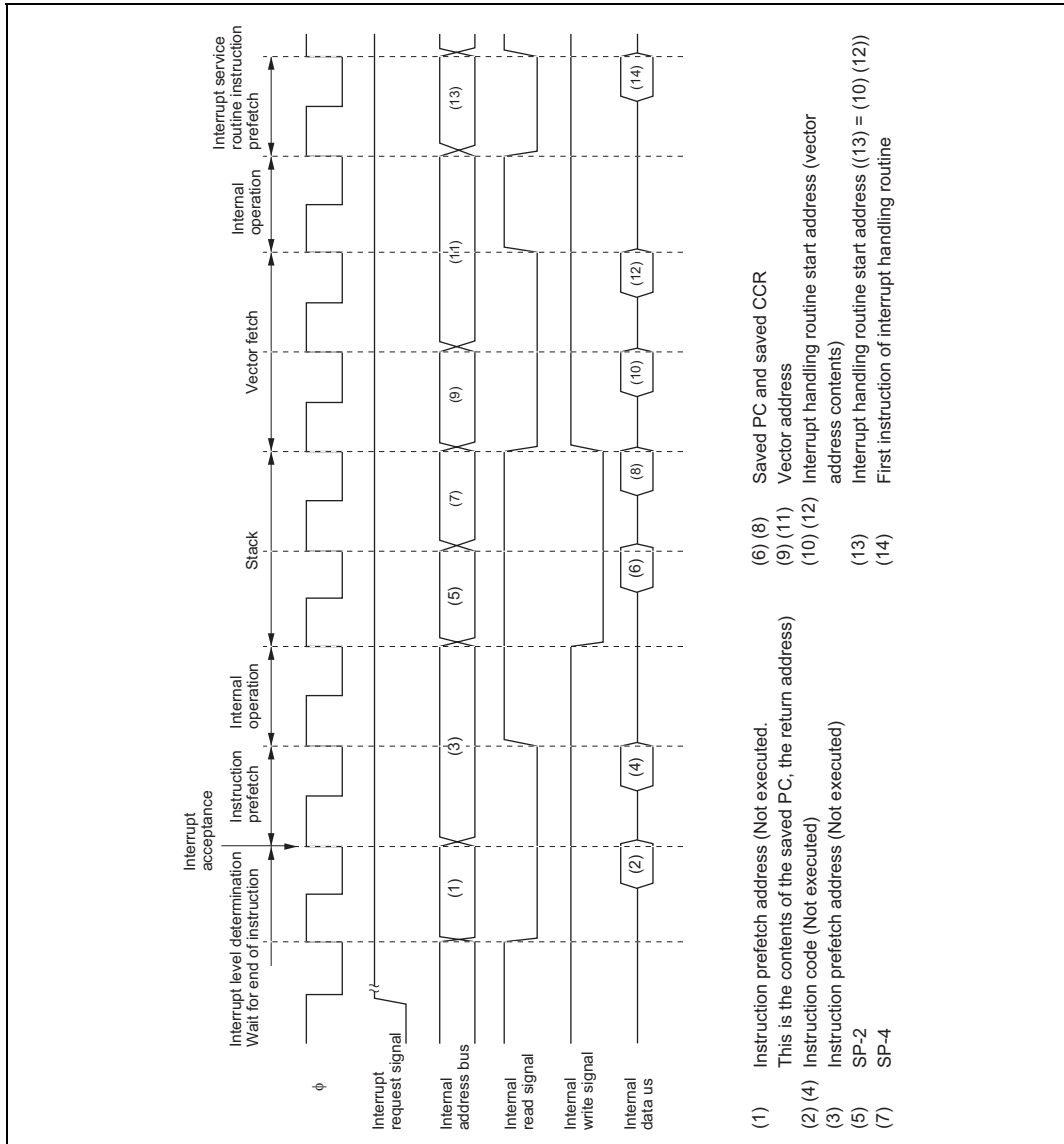 Interrupt
acceptance
Interrupt level determination
Wait for end of instruction
Instruction
prefetch
Internal
operation
Stack
Vector fetch
Internal
operation
Interrupt service
routine instruction
prefetch
φ
Interrupt
request signal
Internal
address bus
(1)
(3)
(5)
(7)
(9)
(11)
(13)
Internal
read signal
Internal
write signal
Internal
data us
(2)
(4)
(6)
(8)
(10)
(12)
(14)
(1) Instruction prefetch address (Not executed.
This is the contents of the saved PC, the return address)
(2) (4) Instruction code (Not executed)
(3) Instruction prefetch address (Not executed)
(5) SP-2
(7) SP-4
(6) (8) Saved PC and saved CCR
(9) (11) Vector address
(10) (12) Interrupt handling routine start address (vector
address contents)
(13) Interrupt handling routine start address ((13) = (10) (12))
(14) First instruction of interrupt handling routine